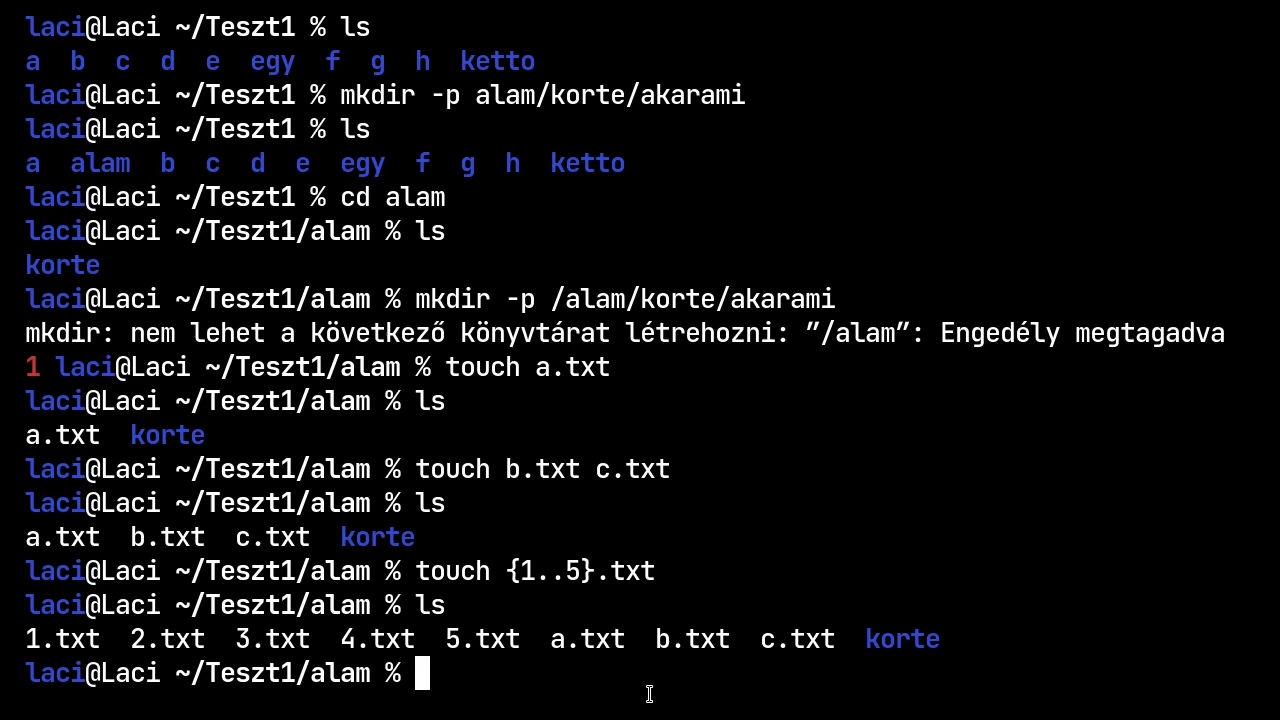 laci@Laci ~/Teszt1 % ls
a  b  c  d  e  egy  f  g  h  ketto
laci@Laci ~/Teszt1 % mkdir -p alam/korte/akarami
laci@Laci ~/Teszt1 % ls
a  alam  b  c  d  e  egy  f  g  h  ketto
laci@Laci ~/Teszt1 % cd alam
laci@Laci ~/Teszt1/alam % ls
korte
laci@Laci ~/Teszt1/alam % mkdir -p /alam/korte/akarami
mkdir: nem lehet a következő könyvtárat létrehozni: ”/alam”: Engedély megtagadva
1 laci@Laci ~/Teszt1/alam % touch a.txt
laci@Laci ~/Teszt1/alam % ls
a.txt  korte
laci@Laci ~/Teszt1/alam % touch b.txt c.txt
laci@Laci ~/Teszt1/alam % ls
a.txt  b.txt  c.txt  korte
laci@Laci ~/Teszt1/alam % touch {1..5}.txt
laci@Laci ~/Teszt1/alam % ls
1.txt  2.txt  3.txt  4.txt  5.txt  a.txt  b.txt  c.txt  korte
laci@Laci ~/Teszt1/alam %